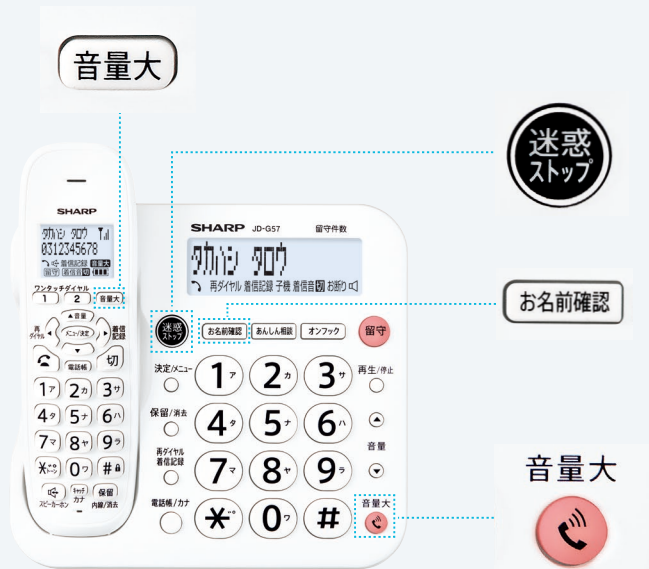 音量大
迷惑
ストップ
お名前確認
音量大
SHARP
タカハシ タロウ
0312345678
着信記録 音量大
留守 着信音切
ワンタッチダイヤル
1 2 音量大
▲音量
再ダイヤル メニュー/決定 着信記録
▼
電話帳 切
1ア 2カ 3サ
4タ 5ナ 6ハ
7マ 8ヤ 9ラ
トーン 0ワ #
キャッチ 保留
スピーカーホン カナ 内線/消去
SHARP JD-G57 留守件数
タカハシ タロウ
再ダイヤル 着信記録 子機 着信音切 お断り
迷惑
ストップ
お名前確認 あんしん相談 オンフック 留守
決定/メニュー 1ア 2カ 3サ 再生/停止
保留/消去 4タ 5ナ 6ハ
音量
再ダイヤル
着信記録
7マ 8ヤ 9ラ
電話帳/カナ 0ワ # 音量大